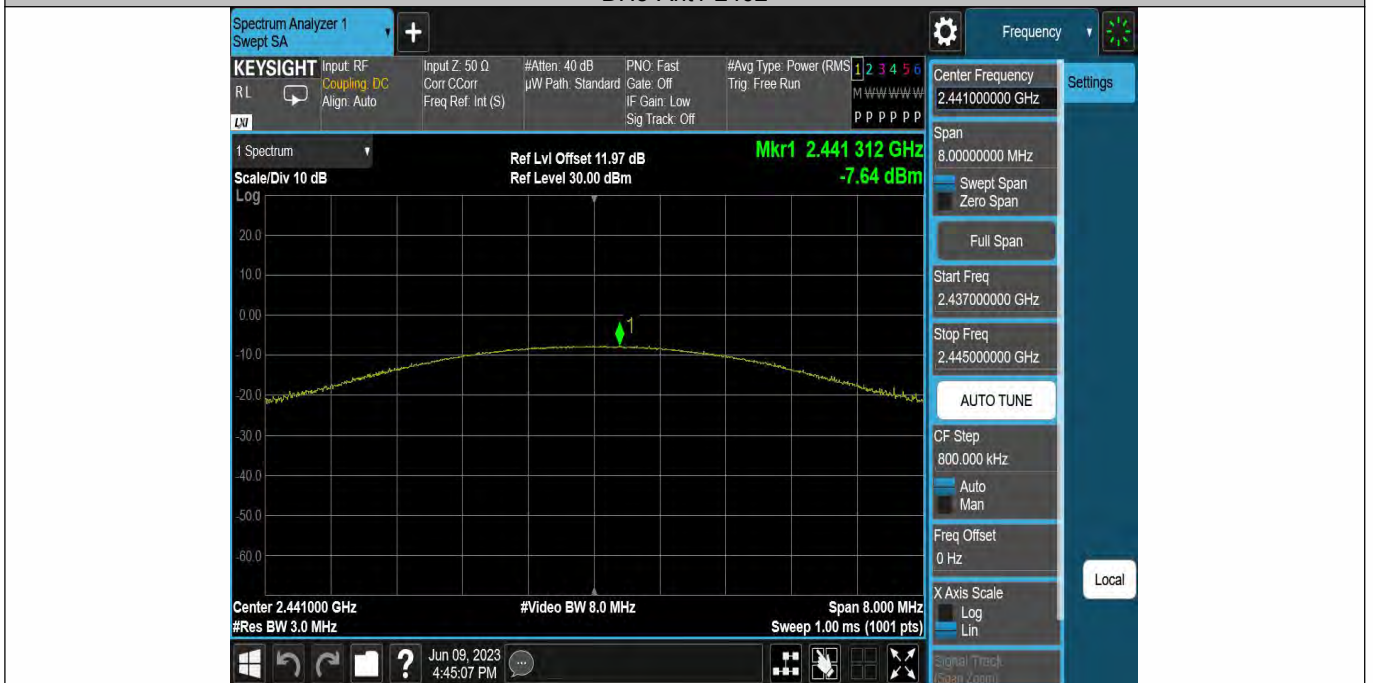 Spectrum Analyzer 1
Swept SA
+
Frequency
KEYSIGHT
RL
LXI
Input: RF
Coupling: DC
Align: Auto
Input Z: 50 Ω
Corr CCorr
Freq Ref: Int (S)
#Atten: 40 dB
µW Path: Standard
PNO: Fast
Gate: Off
IF Gain: Low
Sig Track: Off
#Avg Type: Power (RMS
Trig: Free Run
1 2 3 4 5 6
M W W W W W
P P P P P P
Center Frequency
2.441000000 GHz
Settings
Span
8.00000000 MHz
Swept Span
Zero Span
Full Span
Start Freq
2.437000000 GHz
Stop Freq
2.445000000 GHz
AUTO TUNE
CF Step
800.000 kHz
Auto
Man
Freq Offset
0 Hz
X Axis Scale
Log
Lin
Signal Track
(Span Zoom)
Local
1 Spectrum
Scale/Div 10 dB
Log
Ref Lvl Offset 11.97 dB
Ref Level 30.00 dBm
Mkr1 2.441 312 GHz
-7.64 dBm
20.0
10.0
0.00
-10.0
-20.0
-30.0
-40.0
-50.0
-60.0
1
Center 2.441000 GHz
#Res BW 3.0 MHz
#Video BW 8.0 MHz
Span 8.000 MHz
Sweep 1.00 ms (1001 pts)
?
Jun 09, 2023
4:45:07 PM